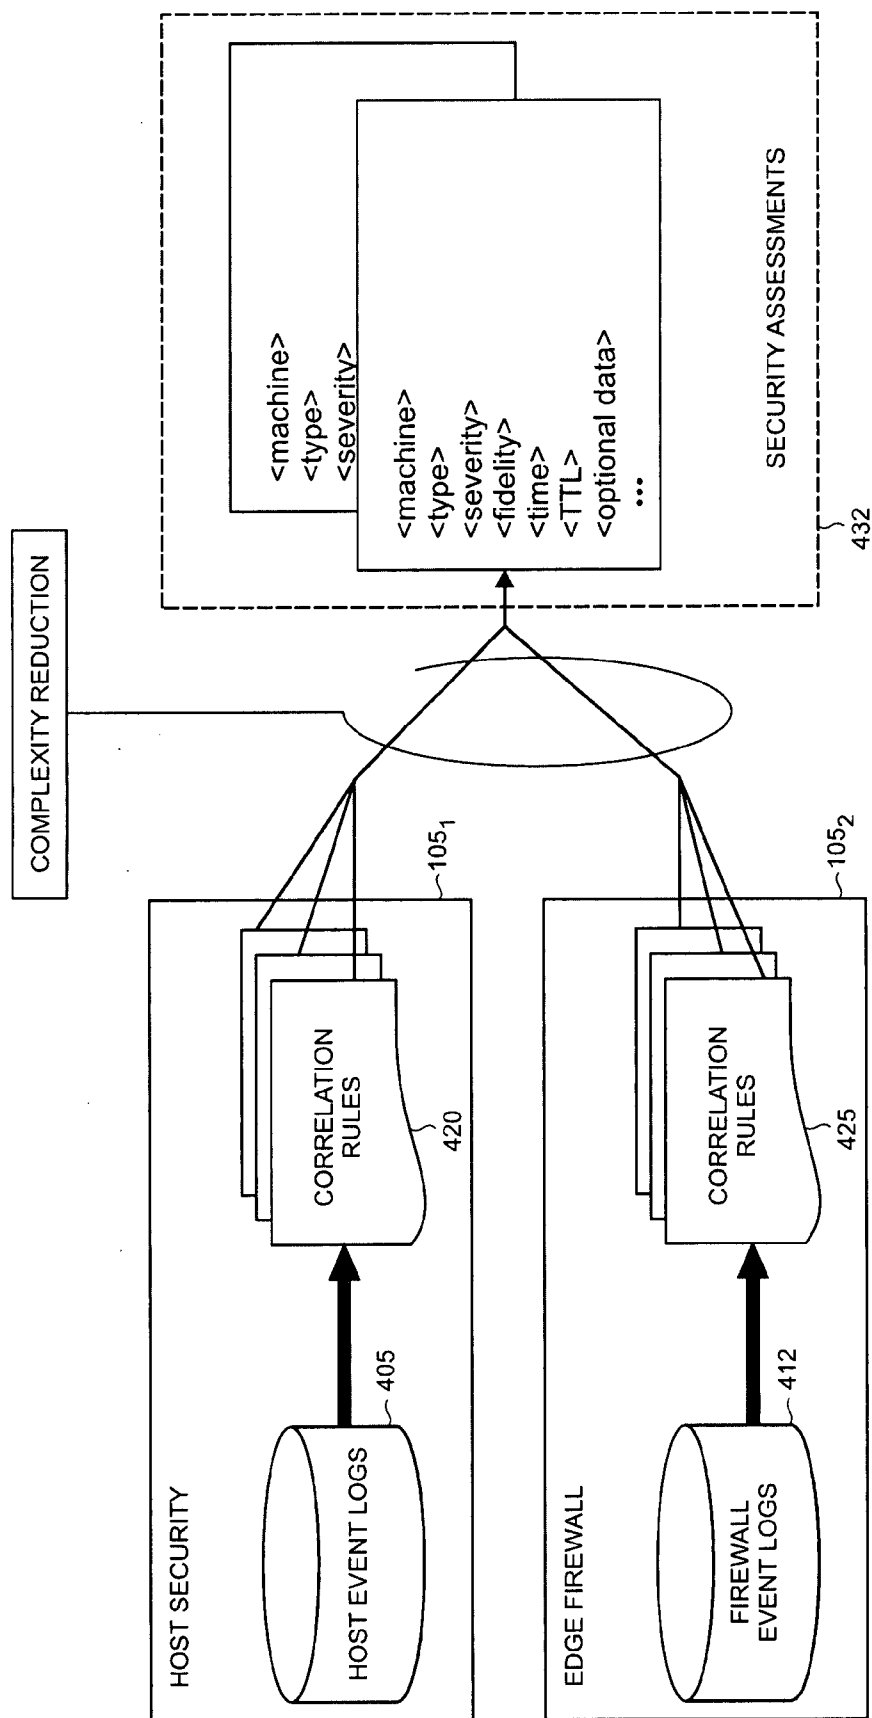 COMPLEXITY REDUCTION
HOST SECURITY
HOST EVENT LOGS
405
CORRELATION
RULES
420
105₁
EDGE FIREWALL
FIREWALL
EVENT LOGS
412
CORRELATION
RULES
425
105₂
<machine>
<type>
<severity>
<machine>
<type>
<severity>
<fidelity>
<time>
<TTL>
<optional data>
...
SECURITY ASSESSMENTS
432